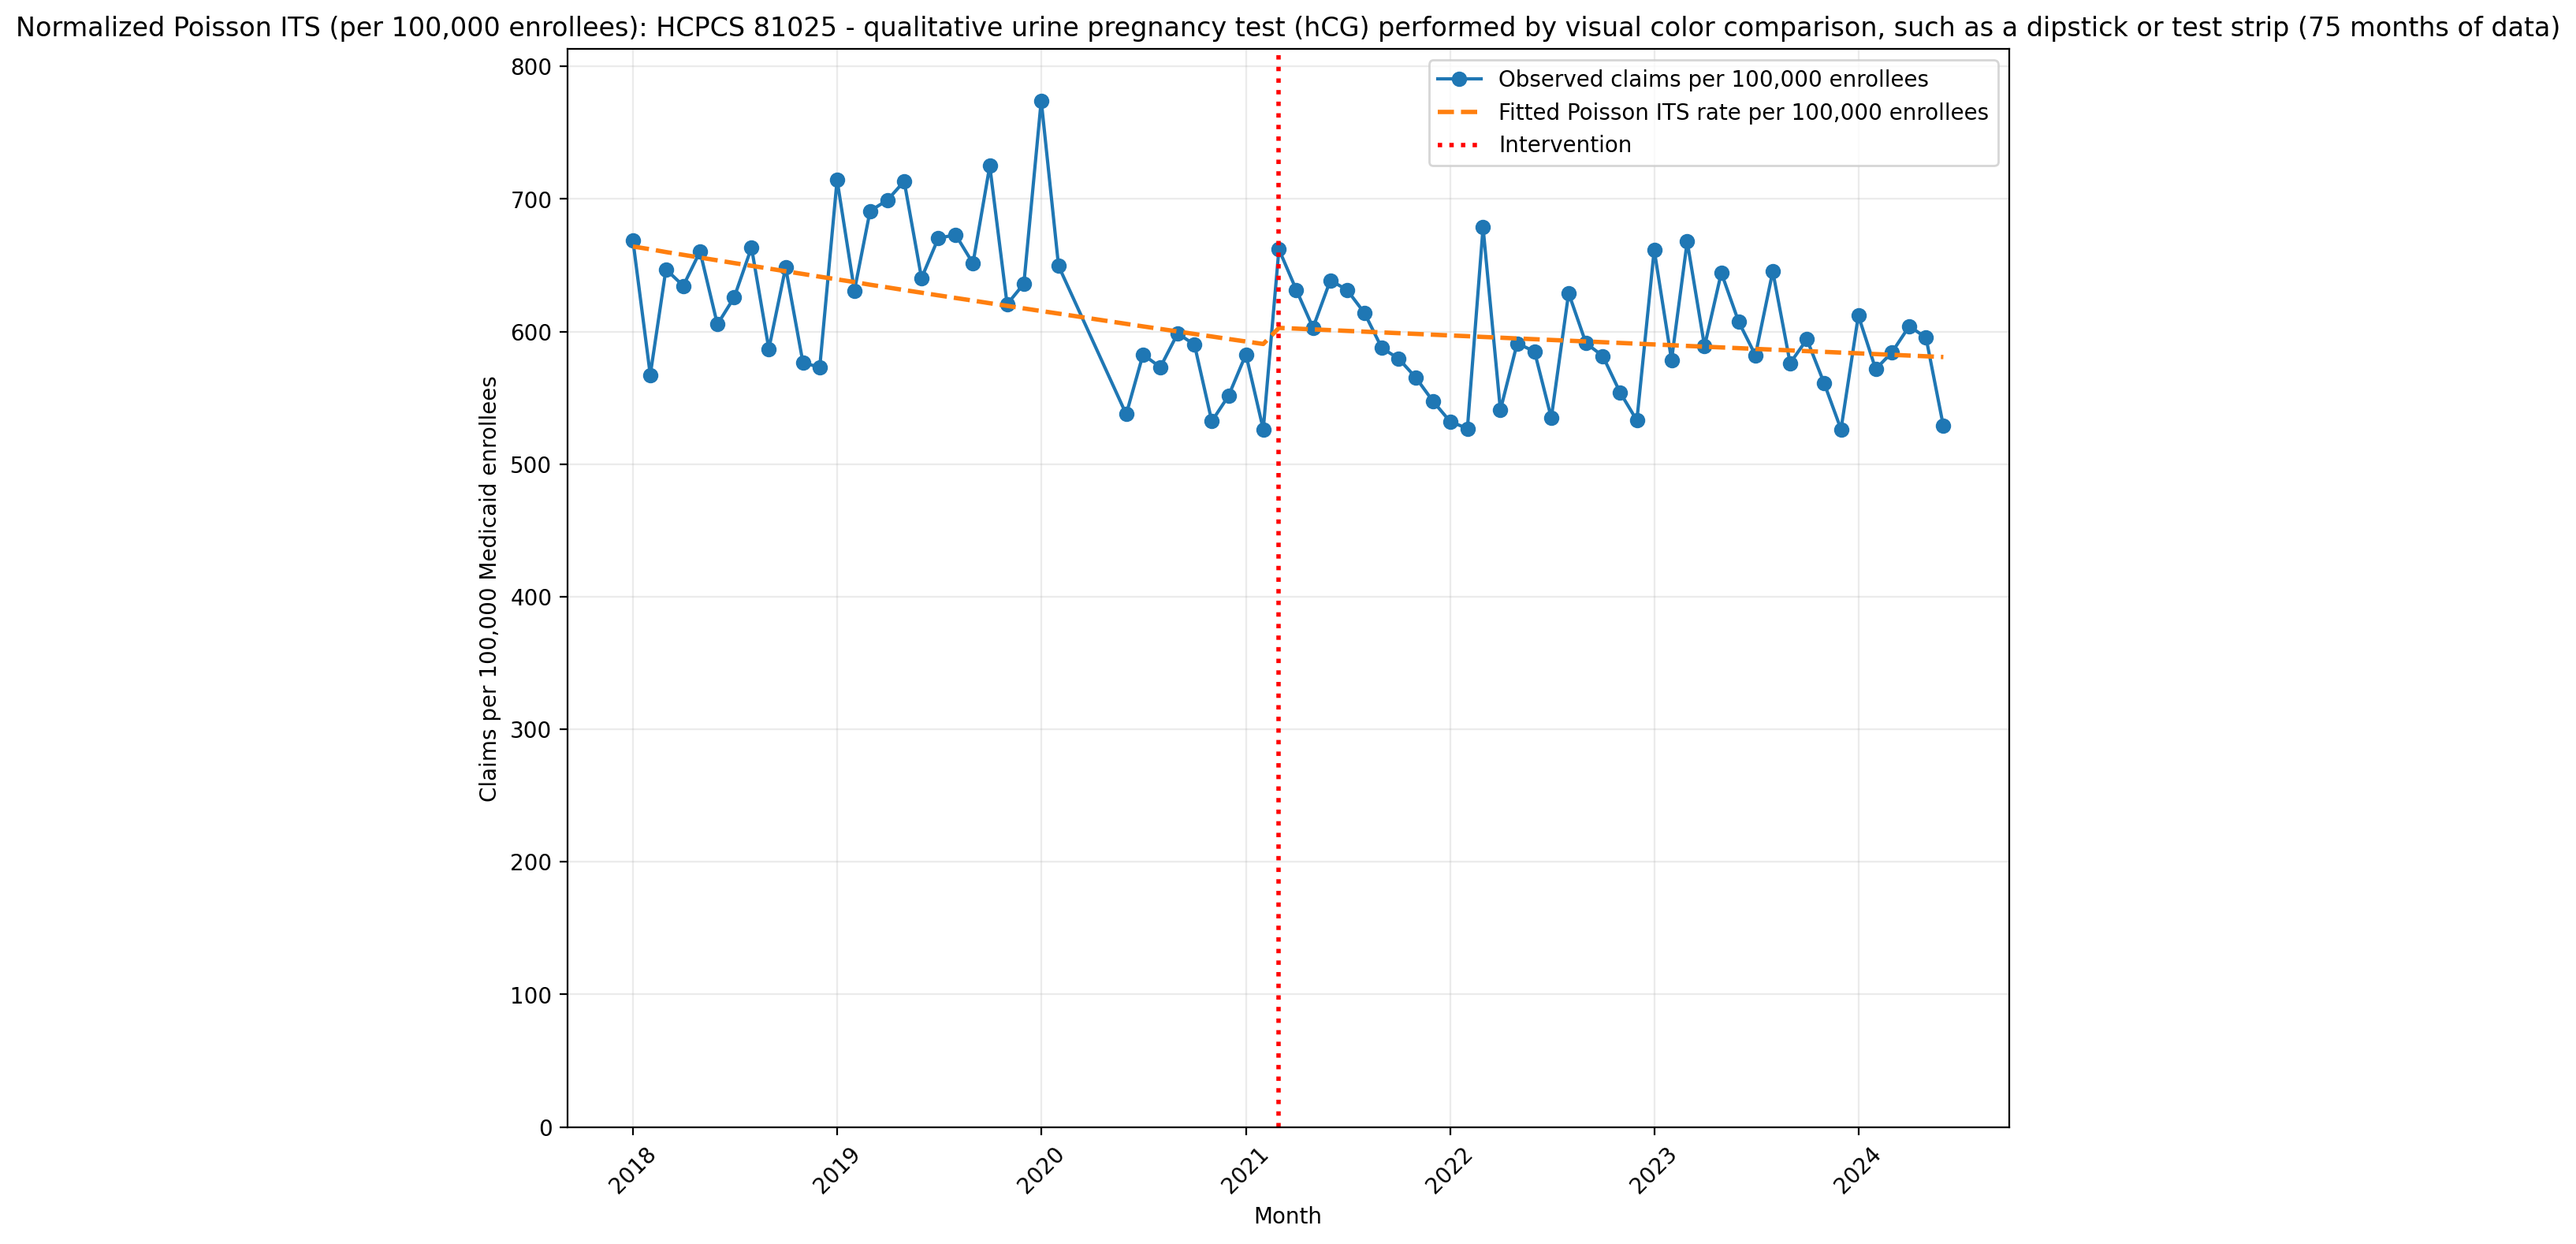 Normalized Poisson ITS (per 100,000 enrollees): HCPCS 81025 - qualitative urine pregnancy test (hCG) performed by visual color comparison, such as a dipstick or test strip (75 months of data)
Observed claims per 100,000 enrollees
Fitted Poisson ITS rate per 100,000 enrollees
Intervention
Claims per 100,000 Medicaid enrollees
800
700
600
500
400
300
200
100
0
2018
2019
2020
2021
2022
2023
2024
Month